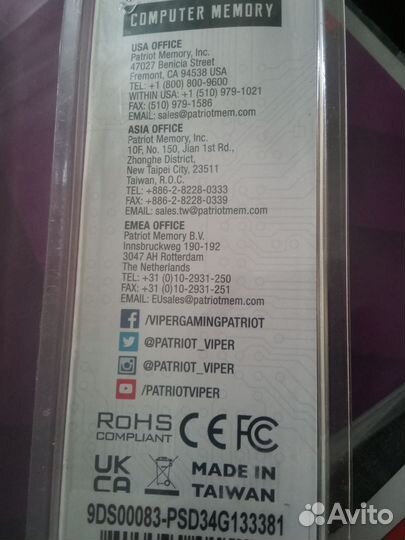 COMPUTER MEMORY
USA OFFICE
Patriot Memory, Inc.
47027 Benicia Street
Fremont, CA 94538 USA
TEL: +1 (800) 800-9600
WITHIN USA: +1 (510) 979-1021
FAX: (510) 979-1586
EMAIL: sales@patriotmem.com
ASIA OFFICE
Patriot Memory, Inc.
10F, No. 150, Jian 1st Rd.,
Zhonghe District,
New Taipei City, 23511
Taiwan, R.O.C.
TEL: +886-2-8228-0333
FAX: +886-2-8228-0339
EMAIL: sales.tw@patriotmem.com
EMEA OFFICE
Patriot Memory B.V.
Innsbruckweg 190-192
3047 AH Rotterdam
The Netherlands
TEL: +31 (0)10-2931-250
FAX: +31 (0)10-2931-251
EMAIL: EUsales@patriotmem.com
/VIPERGAMINGPATRIOT
@PATRIOT_VIPER
@PATRIOT_VIPER
/PATRIOTVIPER
RoHS
COMPLIANT
CE FC
UK
CA
MADE IN
TAIWAN
9DS00083-PSD34G133381
Avito